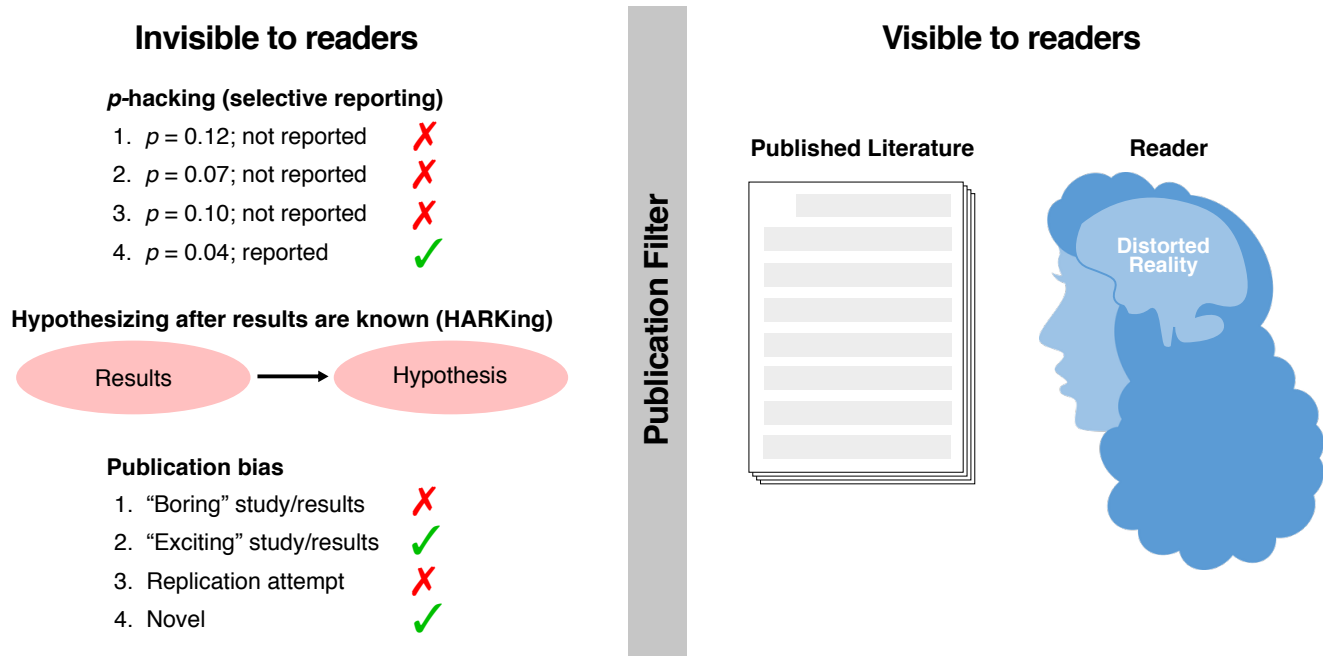 Invisible to readers
p-hacking (selective reporting)
1. p = 0.12; not reported
2. p = 0.07; not reported
3. p = 0.10; not reported
4. p = 0.04; reported
Hypothesizing after results are known (HARKing)
Results
Hypothesis
Publication bias
1. “Boring” study/results
2. “Exciting” study/results
3. Replication attempt
4. Novel
Publication Filter
Visible to readers
Published Literature
Reader
Distorted
Reality